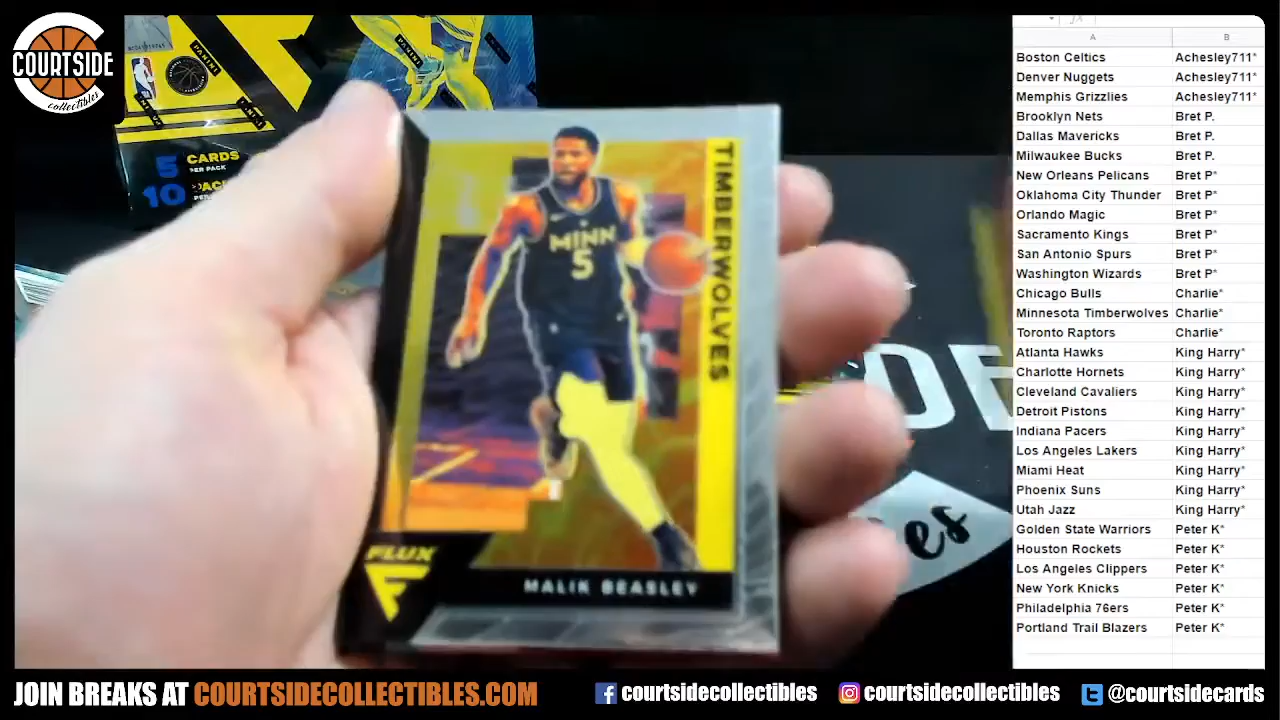 COURTSIDE
collectibles
PANINI
PANINI
PANINI
5 CARDS
PER PACK
10
TIMBERWOLVES
MINN
5
FLUX
MALIK BEASLEY
DE
es
A B
Boston Celtics Achesley711*
Denver Nuggets Achesley711*
Memphis Grizzlies Achesley711*
Brooklyn Nets Bret P.
Dallas Mavericks Bret P.
Milwaukee Bucks Bret P.
New Orleans Pelicans Bret P*
Oklahoma City Thunder Bret P*
Orlando Magic Bret P*
Sacramento Kings Bret P*
San Antonio Spurs Bret P*
Washington Wizards Bret P*
Chicago Bulls Charlie*
Minnesota Timberwolves Charlie*
Toronto Raptors Charlie*
Atlanta Hawks King Harry*
Charlotte Hornets King Harry*
Cleveland Cavaliers King Harry*
Detroit Pistons King Harry*
Indiana Pacers King Harry*
Los Angeles Lakers King Harry*
Miami Heat King Harry*
Phoenix Suns King Harry*
Utah Jazz King Harry*
Golden State Warriors Peter K*
Houston Rockets Peter K*
Los Angeles Clippers Peter K*
New York Knicks Peter K*
Philadelphia 76ers Peter K*
Portland Trail Blazers Peter K*
JOIN BREAKS AT COURTSIDECOLLECTIBLES.COM
courtsidecollectibles
courtsidecollectibles
@courtsidecards